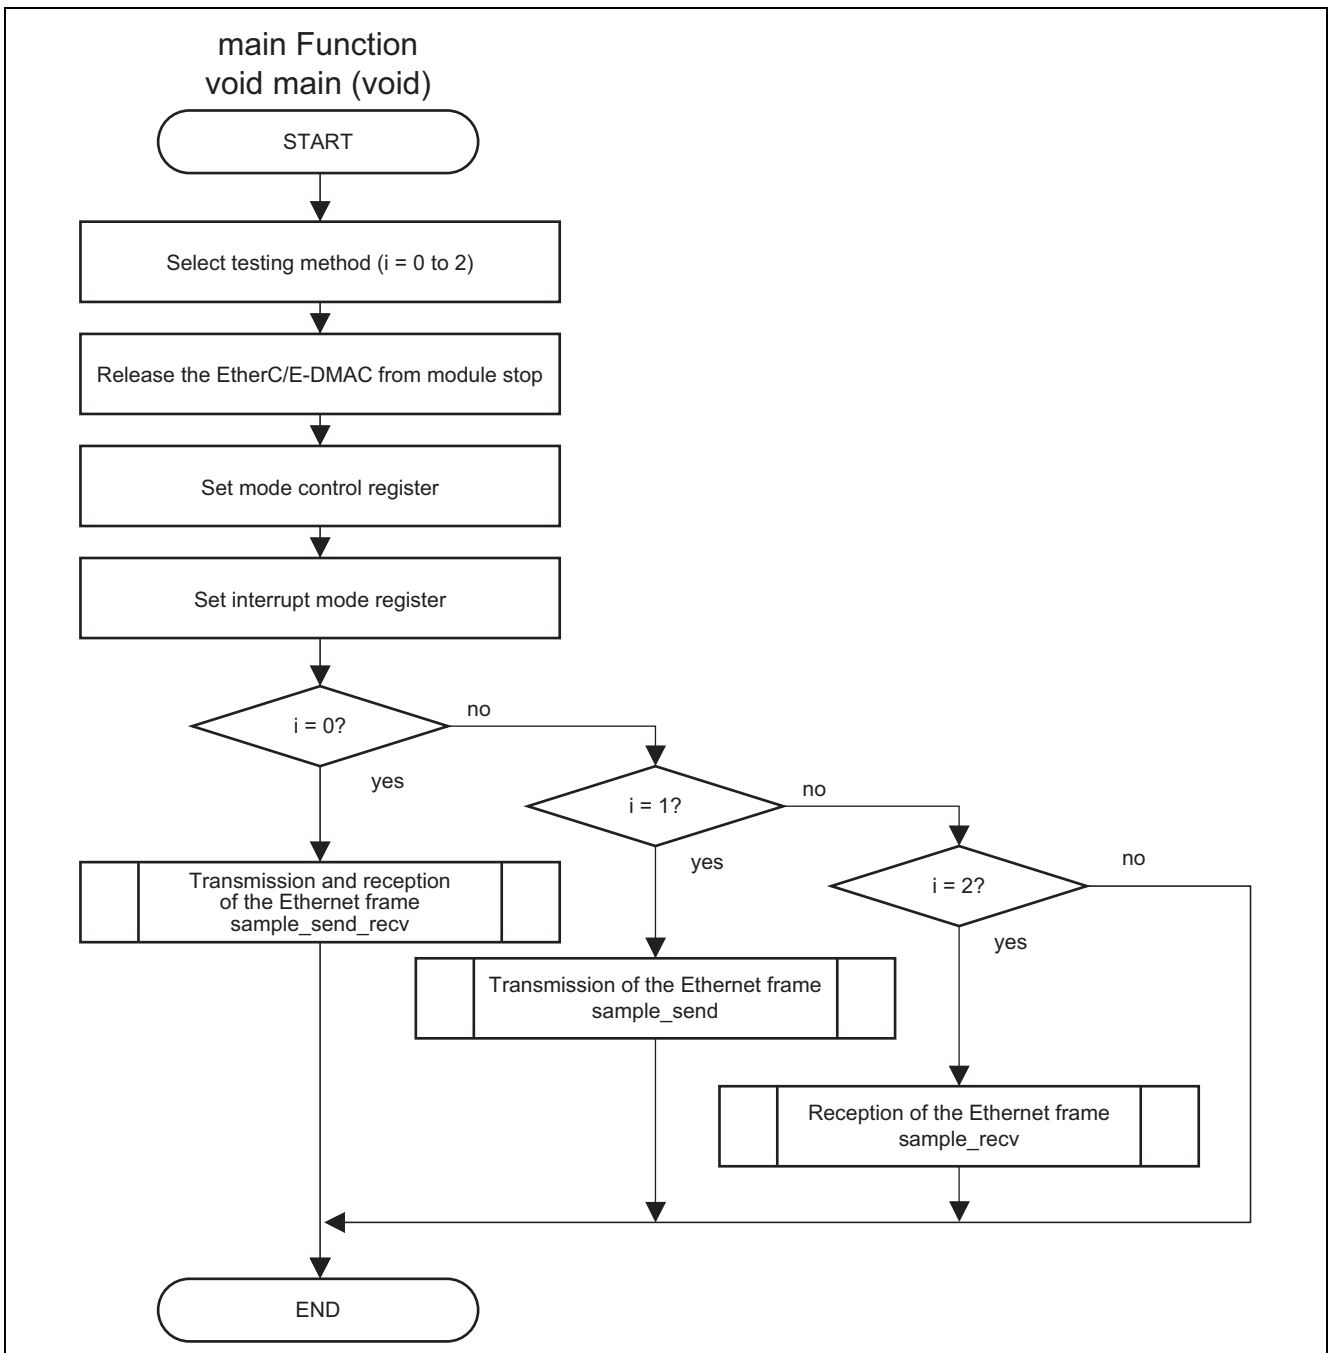 main Function
void main (void)
START
Select testing method (i = 0 to 2)
Release the EtherC/E-DMAC from module stop
Set mode control register
Set interrupt mode register
i = 0?
no
yes
i = 1?
no
yes
i = 2?
no
yes
Transmission and reception
of the Ethernet frame
sample_send_recv
Transmission of the Ethernet frame
sample_send
Reception of the Ethernet frame
sample_recv
END